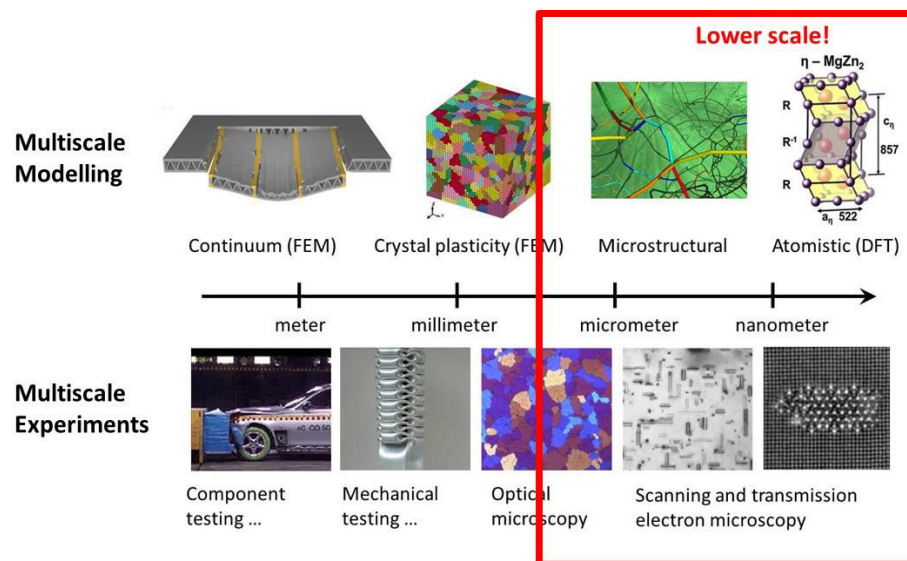 Lower scale!
η – MgZn₂
R
R⁻¹
R
cη
857
aη 522
Multiscale
Modelling
Continuum (FEM)
Crystal plasticity (FEM)
Microstructural
Atomistic (DFT)
meter
millimeter
micrometer
nanometer
Multiscale
Experiments
Component
testing ...
Mechanical
testing ...
Optical
microscopy
Scanning and transmission
electron microscopy